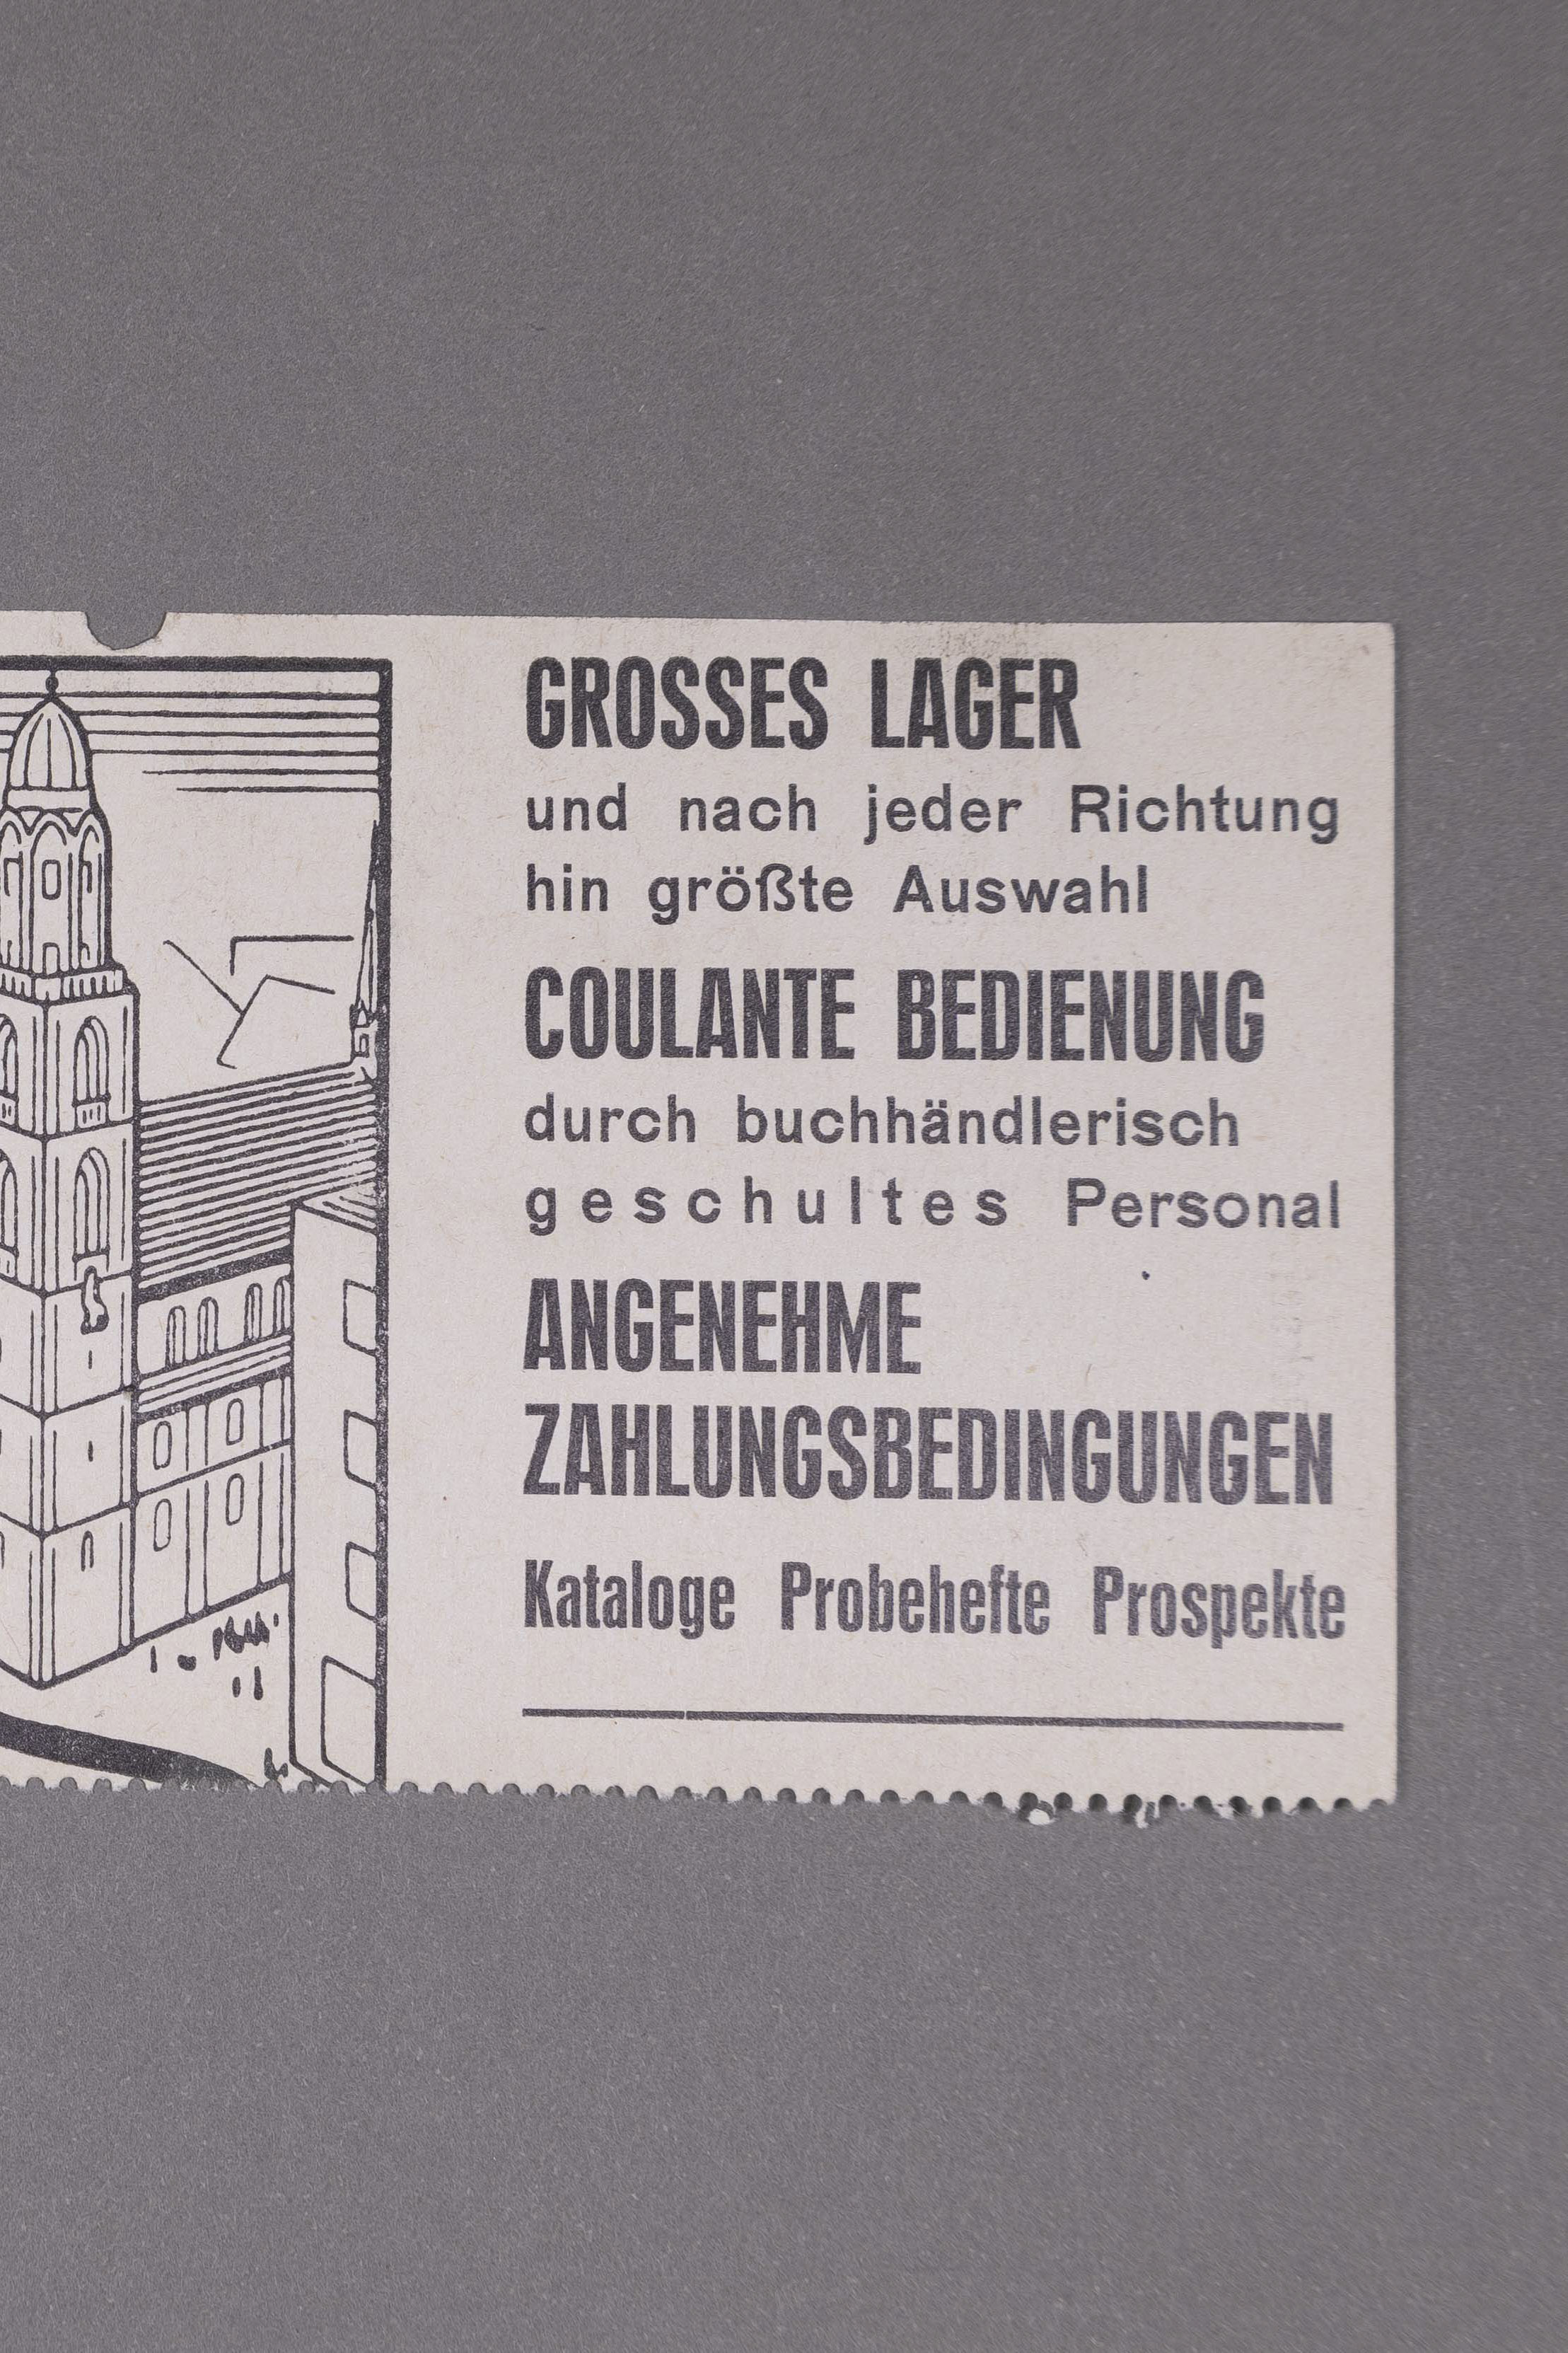 GROSSES LAGER
und nach jeder Richtung
hin größte Auswahl
COULANTE BEDIENUNG
durch buchhändlerisch
geschultes Personal
ANGENEHME
ZAHLUNGSBEDINGUNGEN
Kataloge Probehefte Prospekte